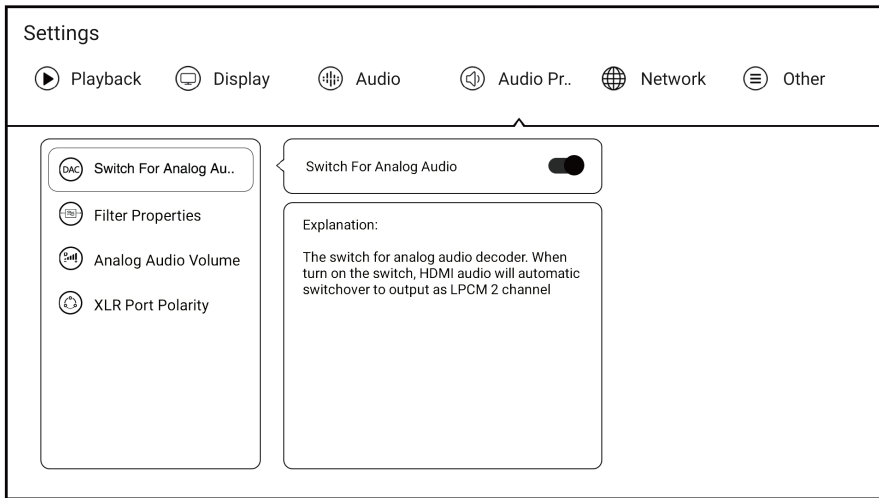 Settings
Playback Display Audio Audio Pr.. Network Other
DAC Switch For Analog Au..
Filter Properties
Analog Audio Volume
XLR Port Polarity
Switch For Analog Audio
Explanation:
The switch for analog audio decoder. When
turn on the switch, HDMI audio will automatic
switchover to output as LPCM 2 channel